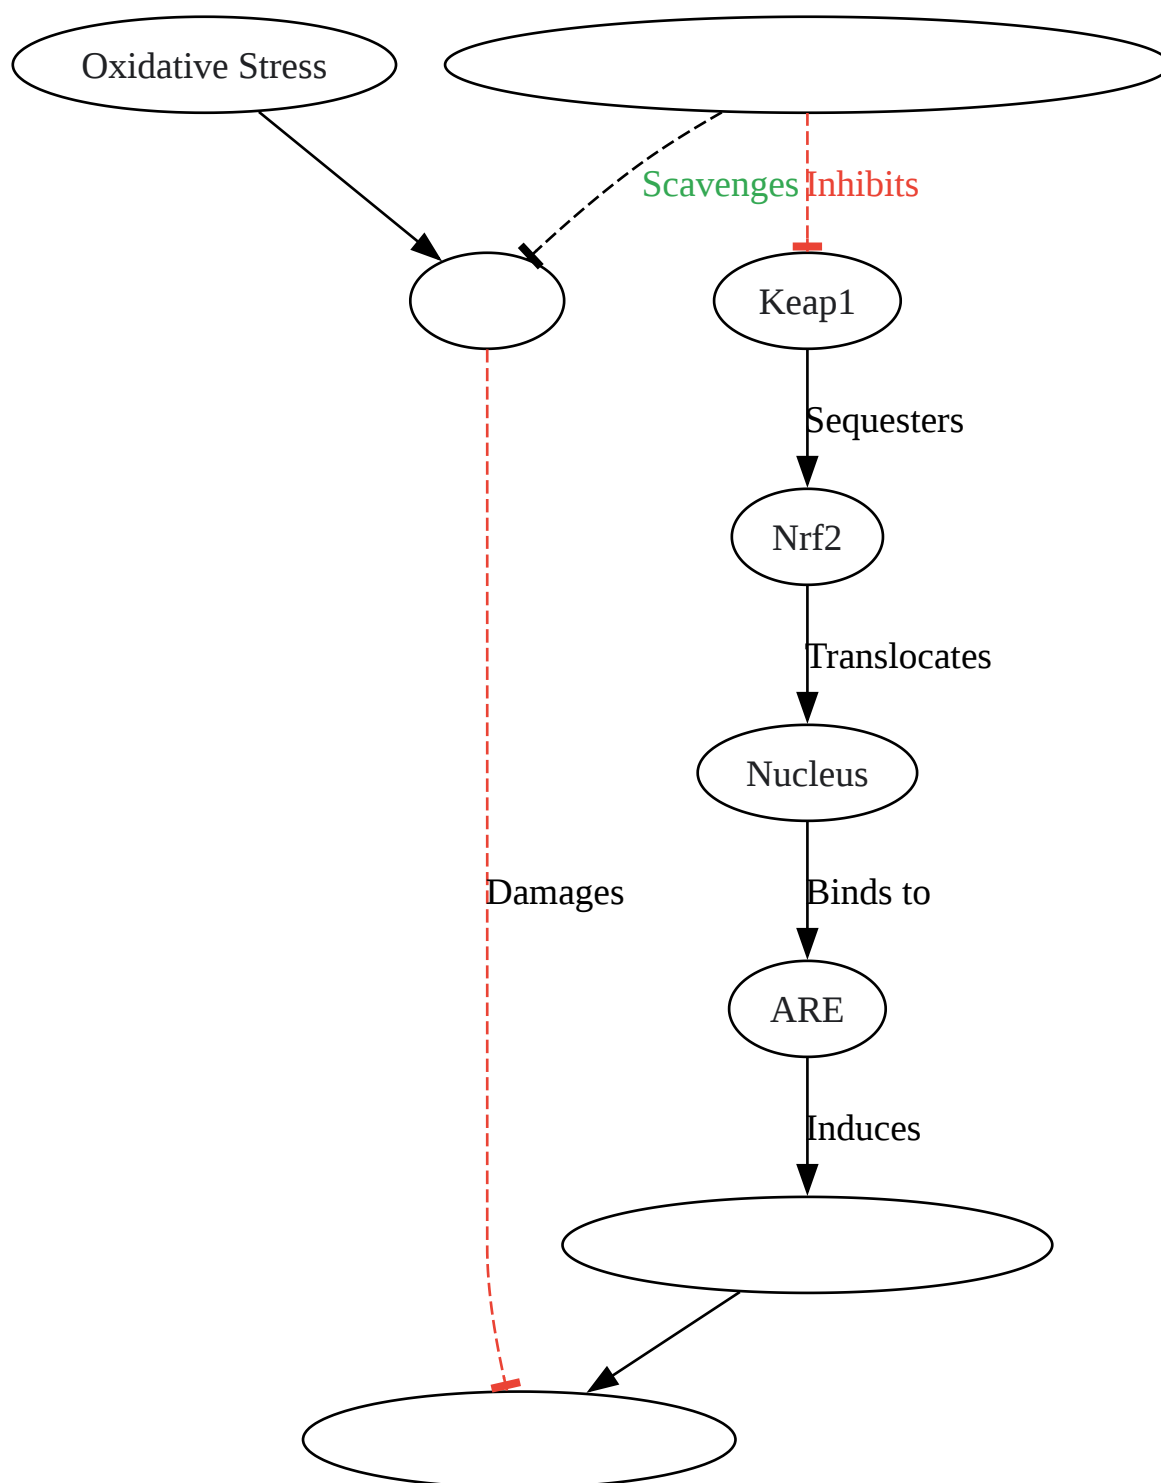 Oxidative Stress
Scavenges
Inhibits
Keap1
Sequesters
Nrf2
Translocates
Nucleus
Damages
Binds to
ARE
Induces